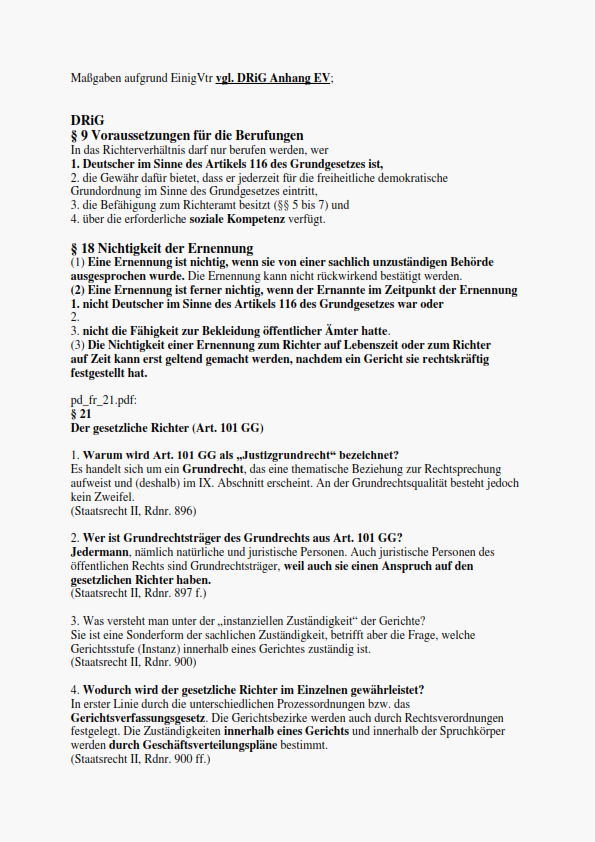 Maßgaben aufgrund EinigVtr vgl. DRiG Anhang EV;
DRiG
§ 9 Voraussetzungen für die Berufungen
In das Richterverhältnis darf nur berufen werden, wer
1. Deutscher im Sinne des Artikels 116 des Grundgesetzes ist,
2. die Gewähr dafür bietet, dass er jederzeit für die freiheitliche demokratische
Grundordnung im Sinne des Grundgesetzes eintritt,
3. die Befähigung zum Richteramt besitzt (§§ 5 bis 7) und
4. über die erforderliche soziale Kompetenz verfügt.
§ 18 Nichtigkeit der Ernennung
(1) Eine Ernennung ist nichtig, wenn sie von einer sachlich unzuständigen Behörde
ausgesprochen wurde. Die Ernennung kann nicht rückwirkend bestätigt werden.
(2) Eine Ernennung ist ferner nichtig, wenn der Ernannte im Zeitpunkt der Ernennung
1. nicht Deutscher im Sinne des Artikels 116 des Grundgesetzes war oder
2.
3. nicht die Fähigkeit zur Bekleidung öffentlicher Ämter hatte.
(3) Die Nichtigkeit einer Ernennung zum Richter auf Lebenszeit oder zum Richter
auf Zeit kann erst geltend gemacht werden, nachdem ein Gericht sie rechtskräftig
festgestellt hat.
pd_fr_21.pdf:
§ 21
Der gesetzliche Richter (Art. 101 GG)
1. Warum wird Art. 101 GG als „Justizgrundrecht“ bezeichnet?
Es handelt sich um ein Grundrecht, das eine thematische Beziehung zur Rechtsprechung
aufweist und (deshalb) im IX. Abschnitt erscheint. An der Grundrechtsqualität besteht jedoch
kein Zweifel.
(Staatsrecht II, Rdnr. 896)
2. Wer ist Grundrechtsträger des Grundrechts aus Art. 101 GG?
Jedermann, nämlich natürliche und juristische Personen. Auch juristische Personen des
öffentlichen Rechts sind Grundrechtsträger, weil auch sie einen Anspruch auf den
gesetzlichen Richter haben.
(Staatsrecht II, Rdnr. 897 f.)
3. Was versteht man unter der „instanziellen Zuständigkeit“ der Gerichte?
Sie ist eine Sonderform der sachlichen Zuständigkeit, betrifft aber die Frage, welche
Gerichtsstufe (Instanz) innerhalb eines Gerichtes zuständig ist.
(Staatsrecht II, Rdnr. 900)
4. Wodurch wird der gesetzliche Richter im Einzelnen gewährleistet?
In erster Linie durch die unterschiedlichen Prozessordnungen bzw. das
Gerichtsverfassungsgesetz. Die Gerichtsbezirke werden auch durch Rechtsverordnungen
festgelegt. Die Zuständigkeiten innerhalb eines Gerichts und innerhalb der Spruchkörper
werden durch Geschäftsverteilungspläne bestimmt.
(Staatsrecht II, Rdnr. 900 ff.)